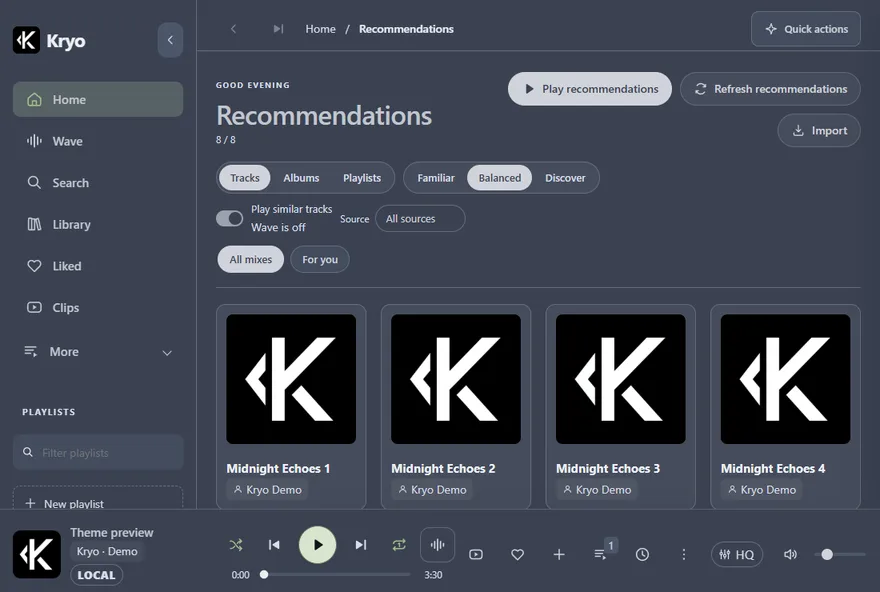 Kryo
Home
Wave
Search
Library
Liked
Clips
More
PLAYLISTS
Filter playlists
New playlist
Home / Recommendations
Quick actions
GOOD EVENING
Recommendations
8 / 8
Play recommendations
Refresh recommendations
Import
Tracks Albums Playlists
Familiar Balanced Discover
Play similar tracks
Wave is off
Source
All sources
All mixes
For you
Midnight Echoes 1
Kryo Demo
Midnight Echoes 2
Kryo Demo
Midnight Echoes 3
Kryo Demo
Midnight Echoes 4
Kryo Demo
Theme preview
Kryo · Demo
LOCAL
0:00
3:30
1
HQ